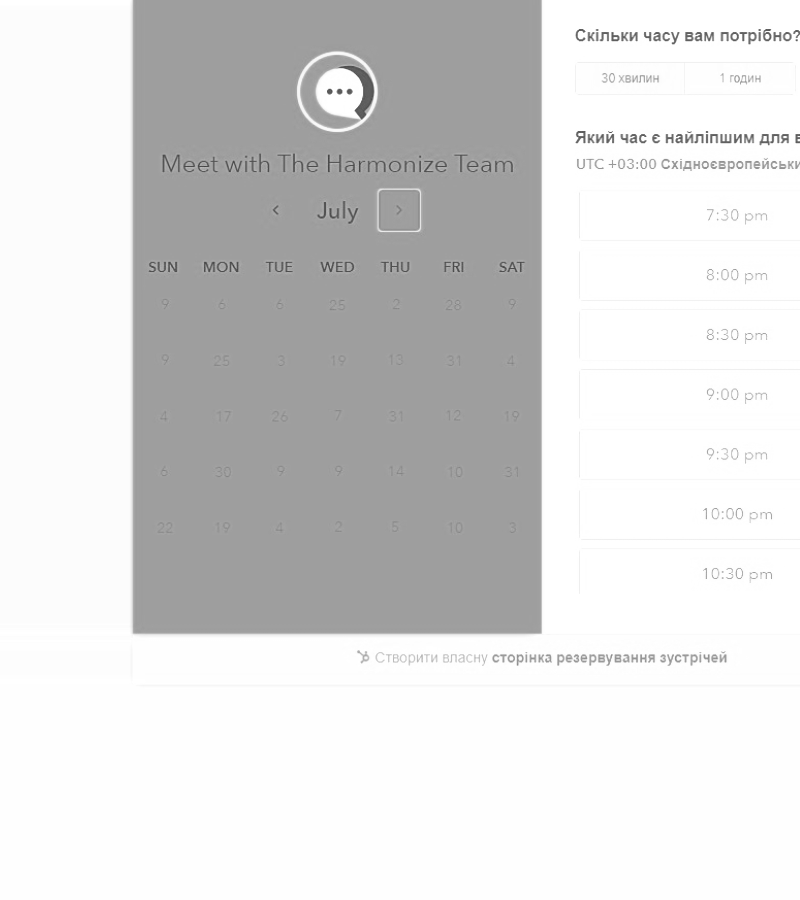 Meet with The Harmonize Team
July
SUN MON TUE WED THU FRI SAT
9 6 6 25 2 28 9
9 25 3 19 13 31 4
4 17 26 7 31 12 19
6 30 9 9 14 10 31
22 19 4 2 5 10 3
Скільки часу вам потрібно?
30 хвилин 1 годин
Який час є найліпшим для в
UTC +03:00 Східноєвропейськи
7:30 pm
8:00 pm
8:30 pm
9:00 pm
9:30 pm
10:00 pm
10:30 pm
Створити власну сторінка резервування зустрічей